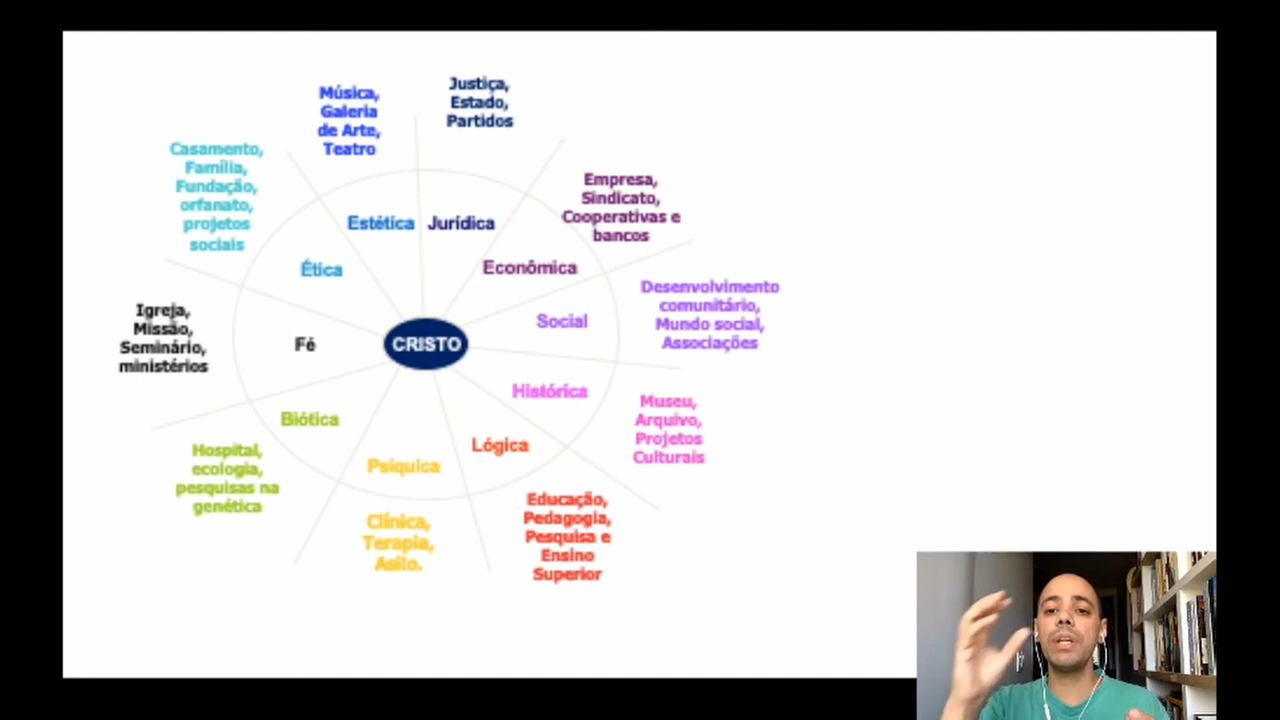 Música,
Galeria
de Arte,
Teatro
Justiça,
Estado,
Partidos
Casamento,
Família,
Fundação,
orfanato,
projetos
sociais
Empresa,
Sindicato,
Cooperativas e
bancos
Estética
Jurídica
Ética
Econômica
Desenvolvimento
comunitário,
Mundo social,
Associações
Social
Igreja,
Missão,
Seminário,
ministérios
Fé
CRISTO
Histórica
Museu,
Arquivo,
Projetos
Culturais
Biótica
Lógica
Psiquica
Hospital,
ecologia,
pesquisas na
genética
Clínica,
Terapia,
Asilo.
Educação,
Pedagogia,
Pesquisa e
Ensino
Superior